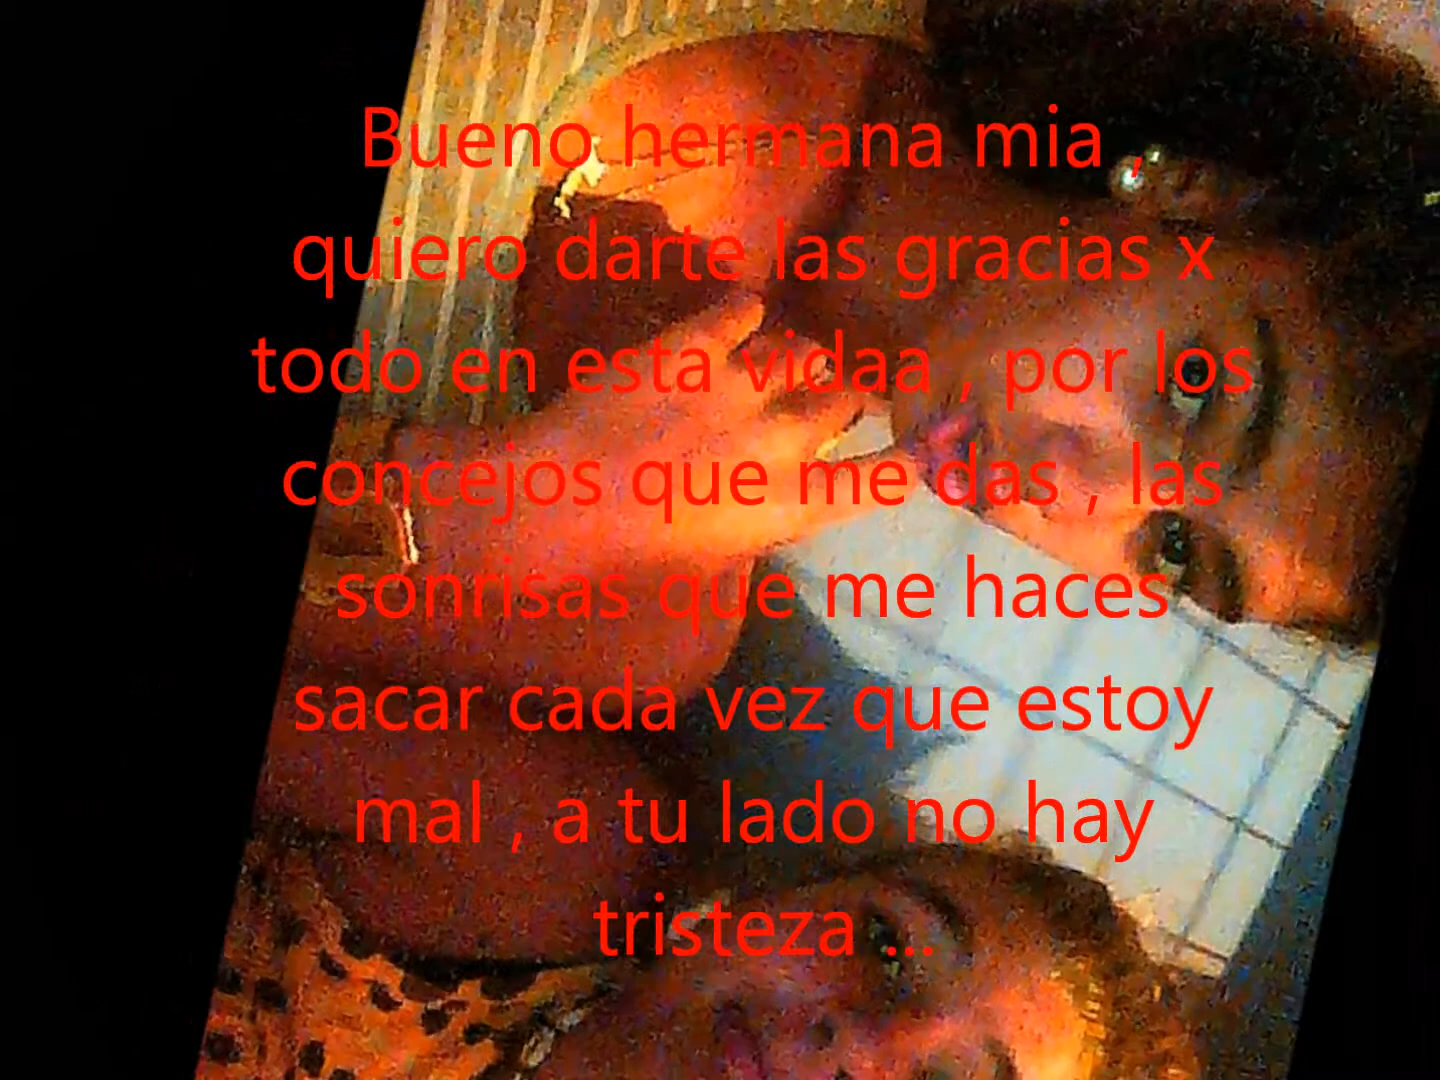 Bueno hermana mia ,
quiero darte las gracias x
todo en esta vidaa , por los
concejos que me das , las
sonrisas que me haces
sacar cada vez que estoy
mal , a tu lado no hay
tristeza ...